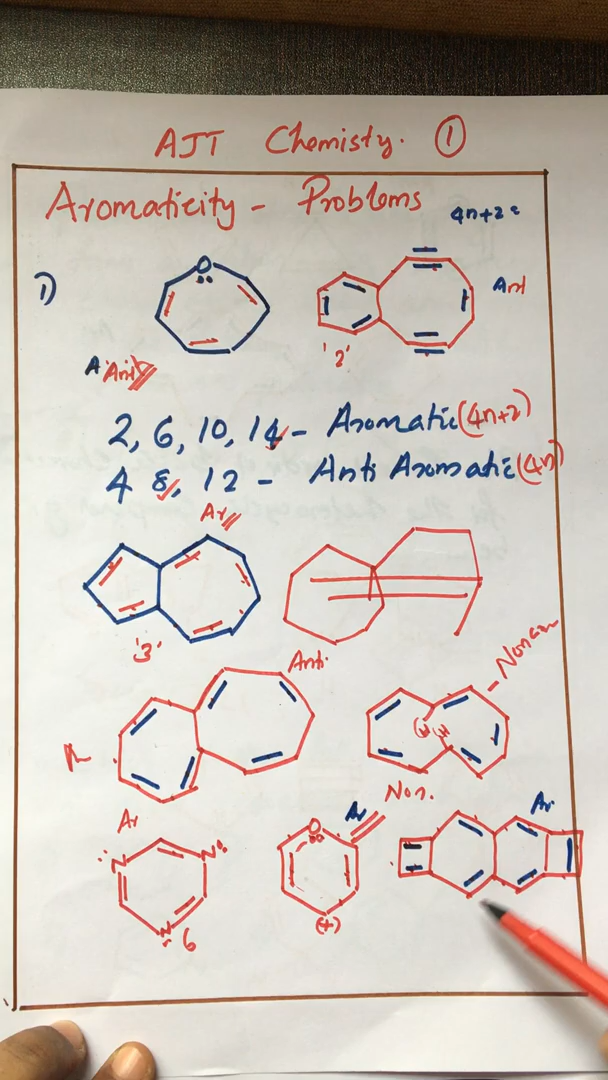 AJT Chemisty. ①
Aromaticity - Problems
4n+2 e
1)
O
Ant
'2'
A Anti
2, 6, 10, 14 - Aromatic (4n+2)
4 8, 12 - Anti Aromatic (4n)
Ar
'3'
Anti
(H H)
Ar
N N
N 6
O
(+)
Ar Non.
Ar